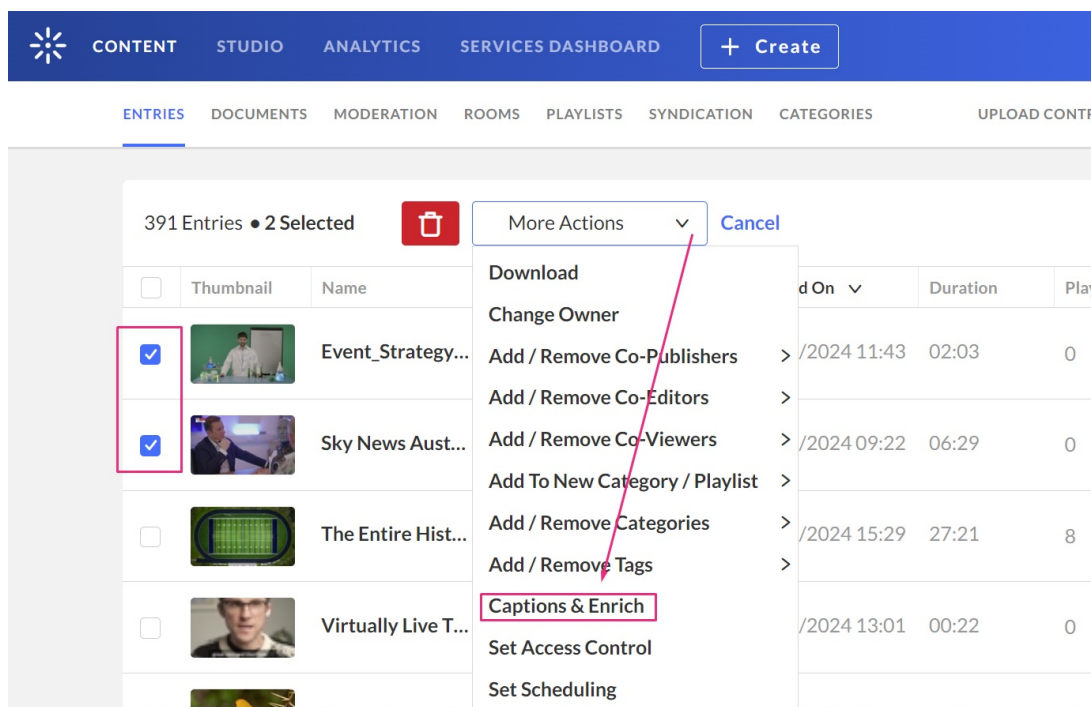 CONTENT STUDIO ANALYTICS SERVICES DASHBOARD + Create
ENTRIES DOCUMENTS MODERATION ROOMS PLAYLISTS SYNDICATION CATEGORIES UPLOAD CONTR
391 Entries • 2 Selected More Actions Cancel
Thumbnail Name d On Duration Play
Download
Change Owner
Event_Strategy... Add / Remove Co-Publishers /2024 11:43 02:03 0
Add / Remove Co-Editors
Sky News Aust... Add / Remove Co-Viewers /2024 09:22 06:29 0
Add To New Category / Playlist
The Entire Hist... Add / Remove Categories /2024 15:29 27:21 8
Add / Remove Tags
Captions & Enrich
Virtually Live T... /2024 13:01 00:22 0
Set Access Control
Set Scheduling